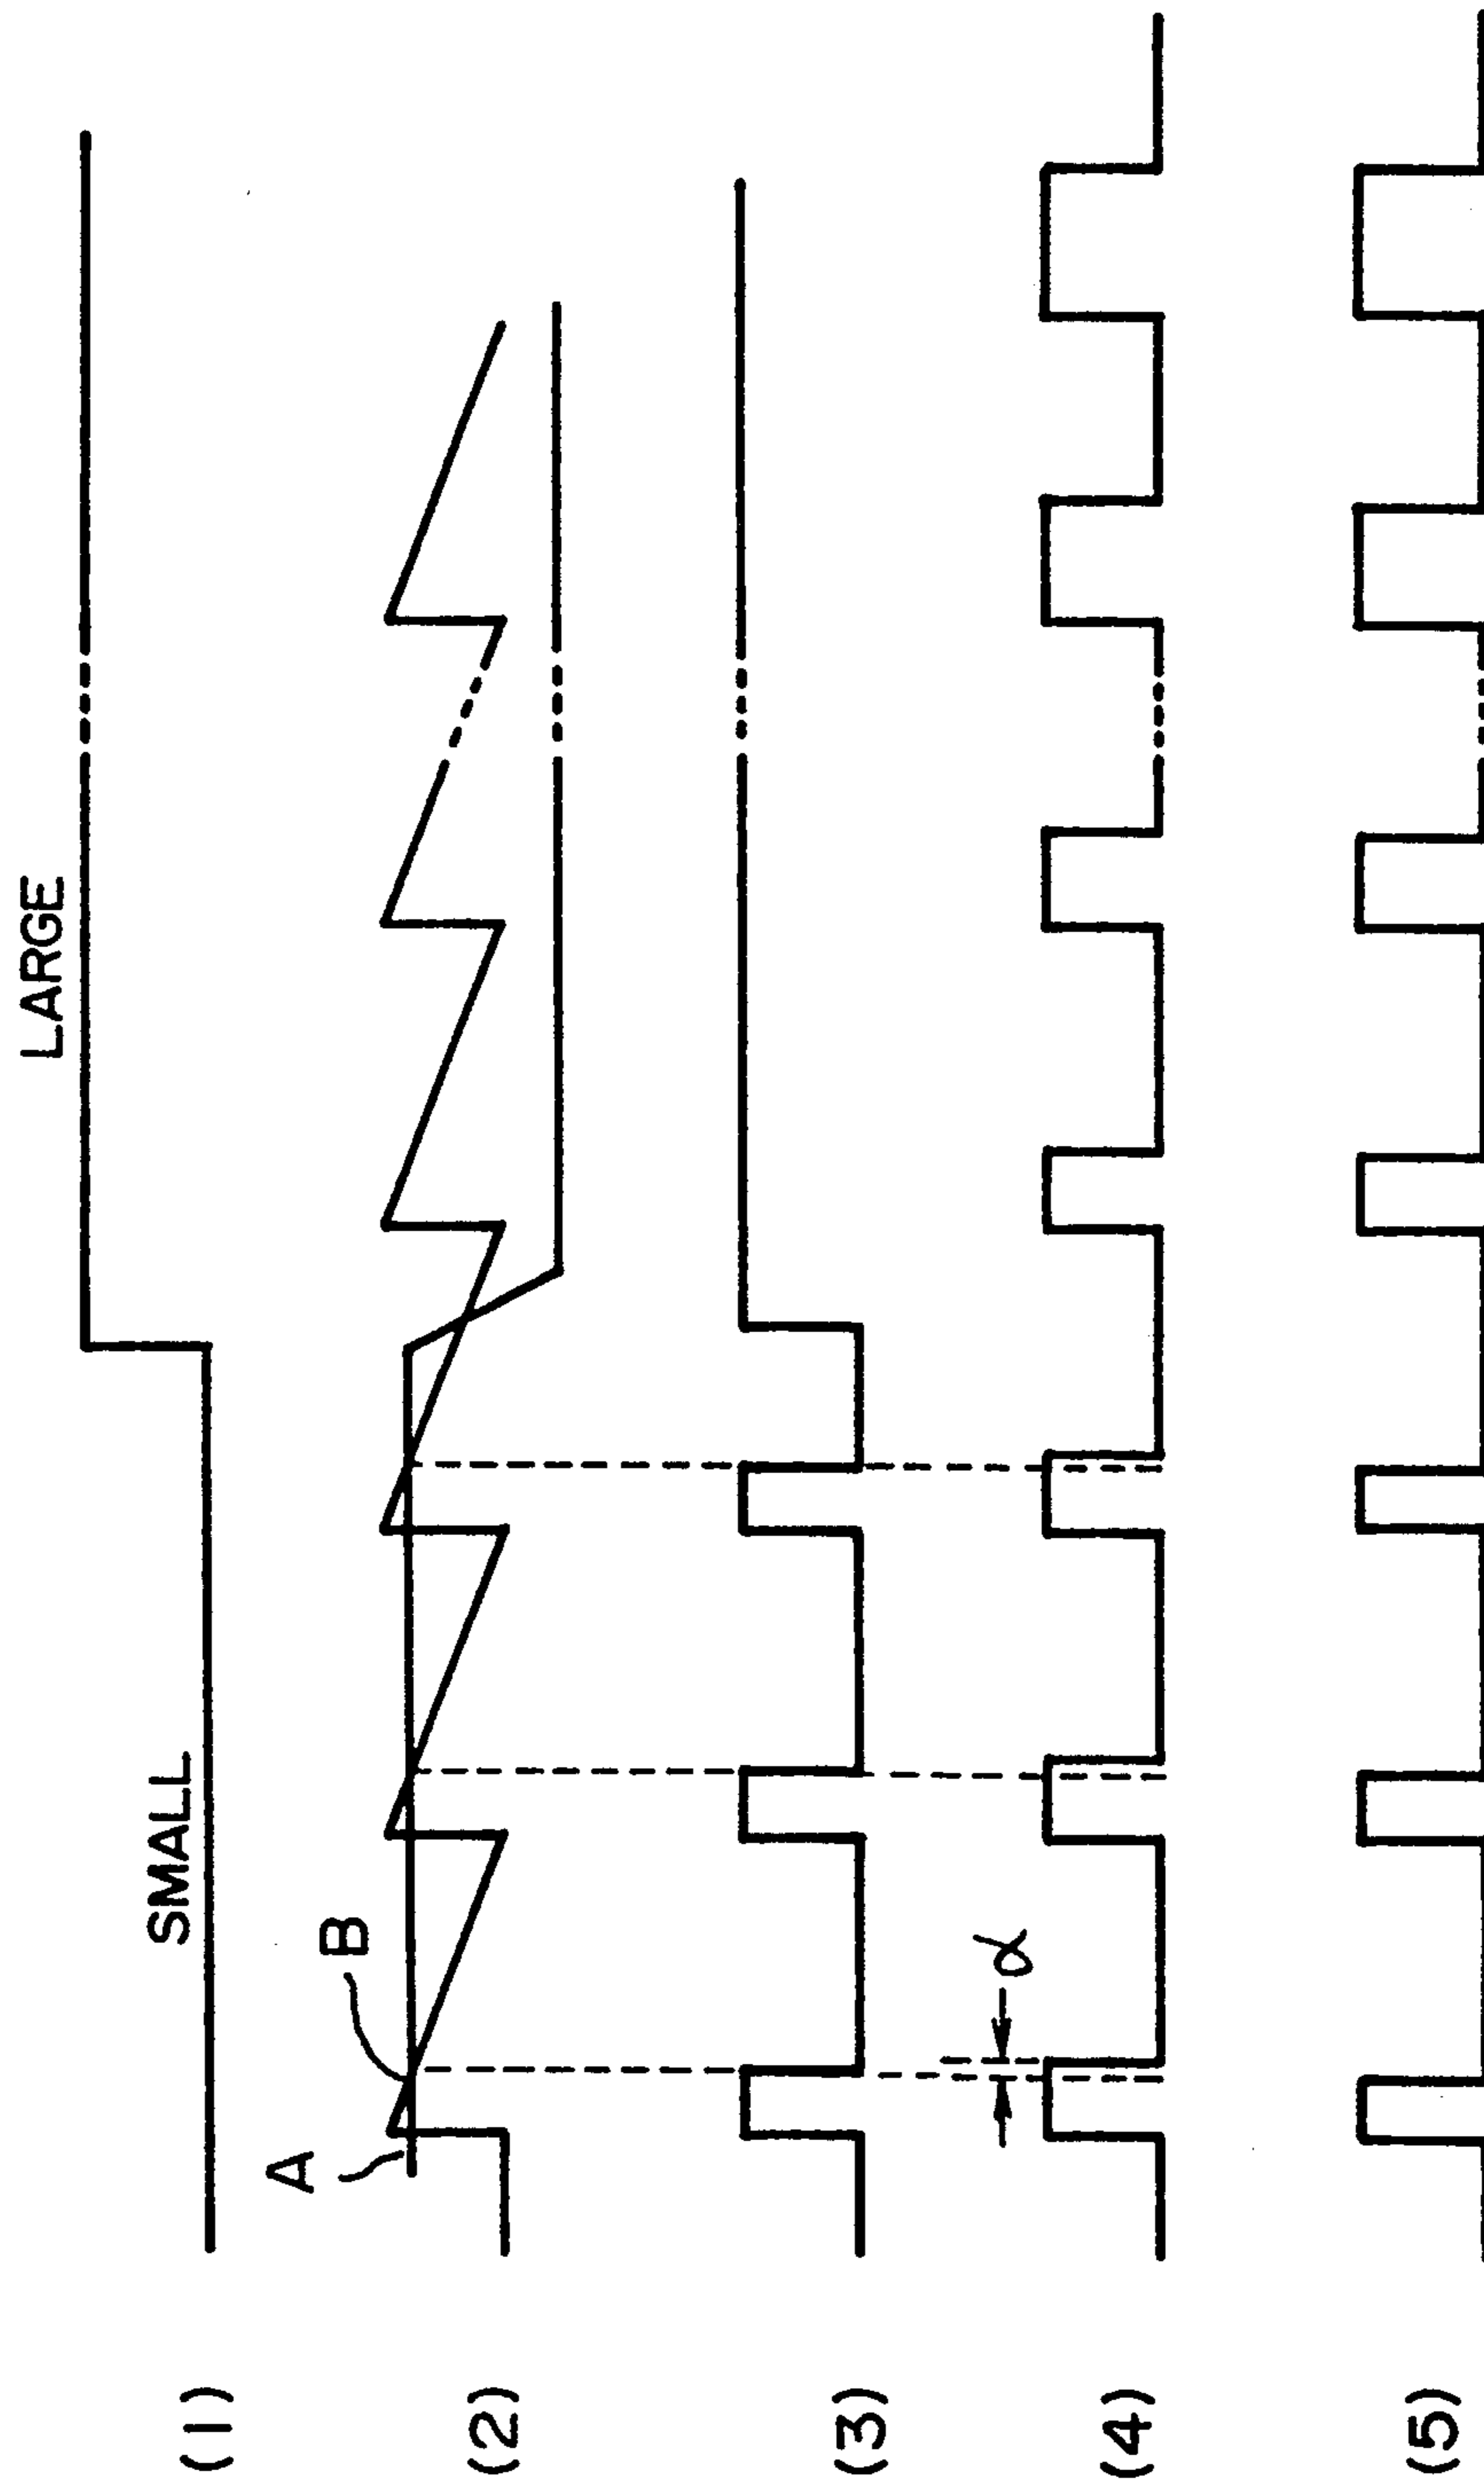 LARGE
SMALL
(1)
A
B
(2)
(3)
α
(4)
(5)